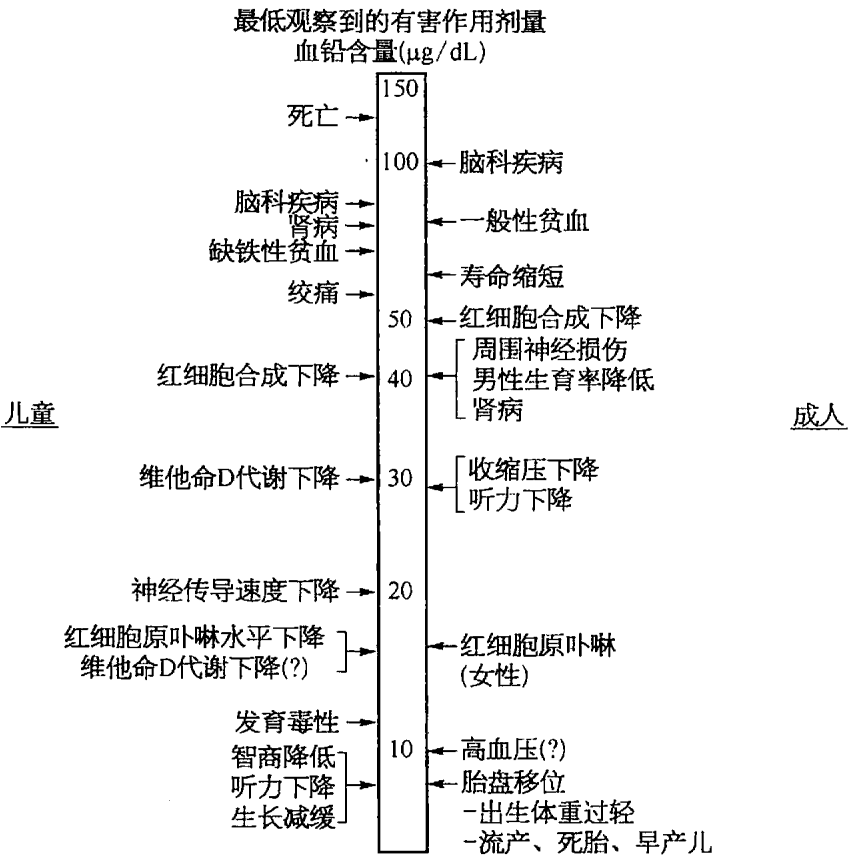 最低观察到的有害作用剂量
血铅含量(μg/dL)
150
死亡
100
脑科疾病
脑科疾病
肾病
一般性贫血
缺铁性贫血
寿命缩短
绞痛
50
红细胞合成下降
周围神经损伤
红细胞合成下降
40
男性生育率降低
肾病
儿童
成人
收缩压下降
维他命D代谢下降
30
听力下降
神经传导速度下降
20
红细胞原卟啉水平下降
红细胞原卟啉
维他命D代谢下降(?)
(女性)
发育毒性
10
高血压(?)
智商降低
听力下降
胎盘移位
生长减缓
-出生体重过轻
-流产、死胎、早产儿